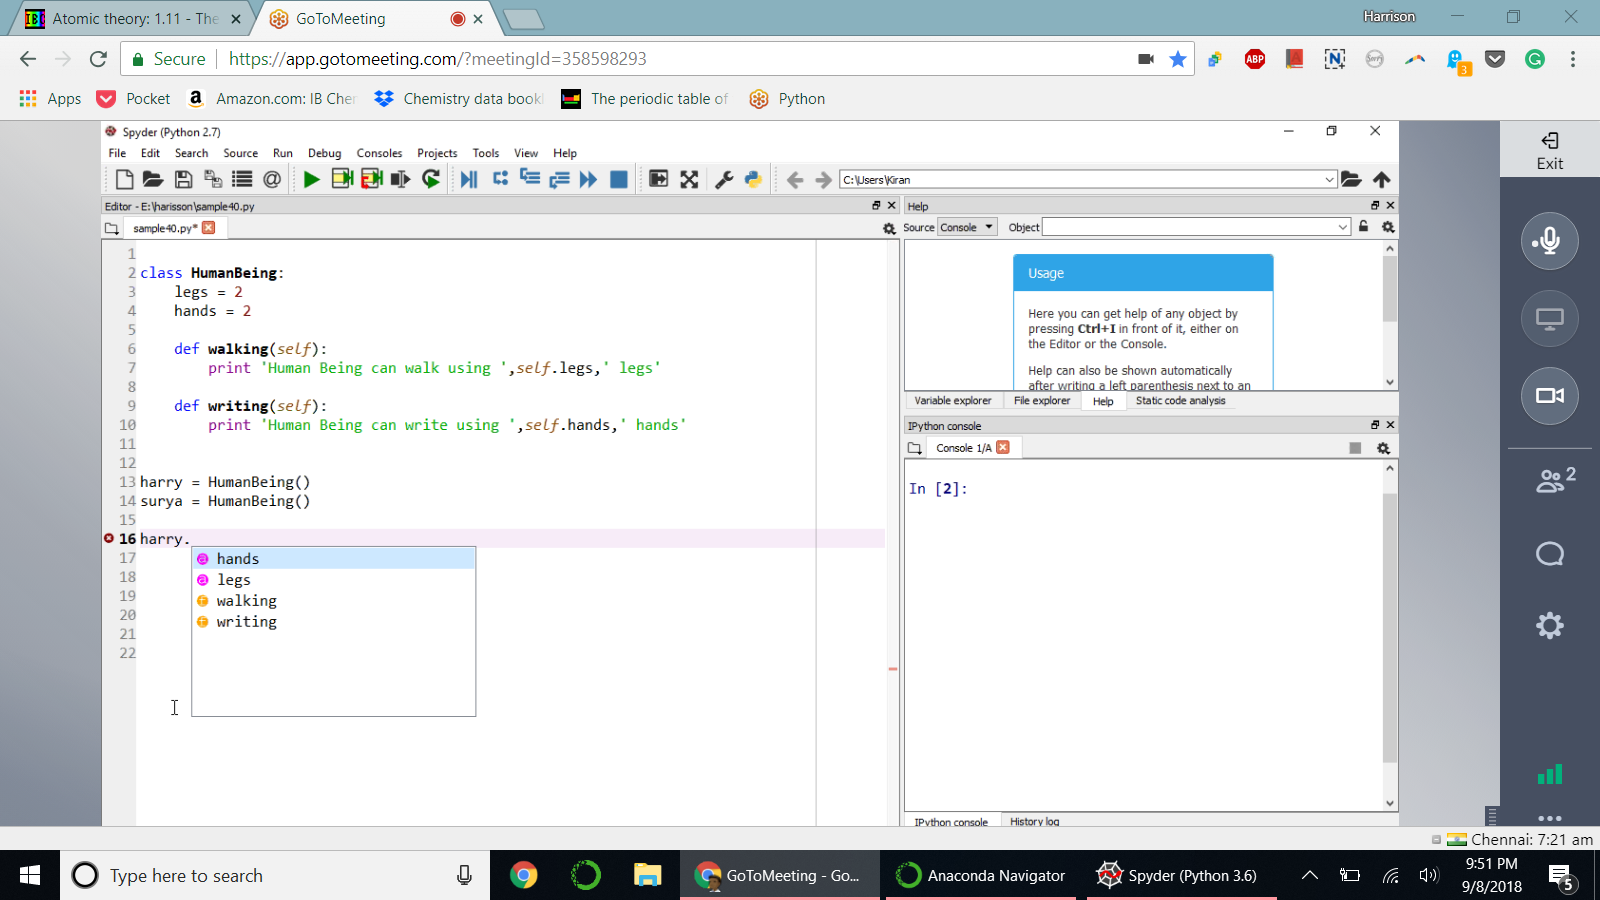 Atomic theory: 1.11 - The
GoToMeeting
Harrison
Secure
https://app.gotomeeting.com/?meetingId=358598293
ABP
Sorry
3
Apps
Pocket
Amazon.com: IB Cher
Chemistry data book
The periodic table of
Python
Spyder (Python 2.7)
File Edit Search Source Run Debug Consoles Projects Tools View Help
C:\Users\Kiran
Editor - E:\harisson\sample40.py
sample40.py*
1
2 class HumanBeing:
3 legs = 2
4 hands = 2
5
6 def walking(self):
7 print 'Human Being can walk using ',self.legs,' legs'
8
9 def writing(self):
10 print 'Human Being can write using ',self.hands,' hands'
11
12
13 harry = HumanBeing()
14 surya = HumanBeing()
15
16 harry.
17
18
19
20
21
22
hands
legs
walking
writing
Help
Source Console Object
Usage
Here you can get help of any object by
pressing Ctrl+I in front of it, either on
the Editor or the Console.
Help can also be shown automatically
after writing a left parenthesis next to an
Variable explorer File explorer Help Static code analysis
IPython console
Console 1/A
In [2]:
IPython console History log
Exit
2
Chennai: 7:21 am
Type here to search
GoToMeeting - Go...
Anaconda Navigator
Spyder (Python 3.6)
9:51 PM
9/8/2018
5